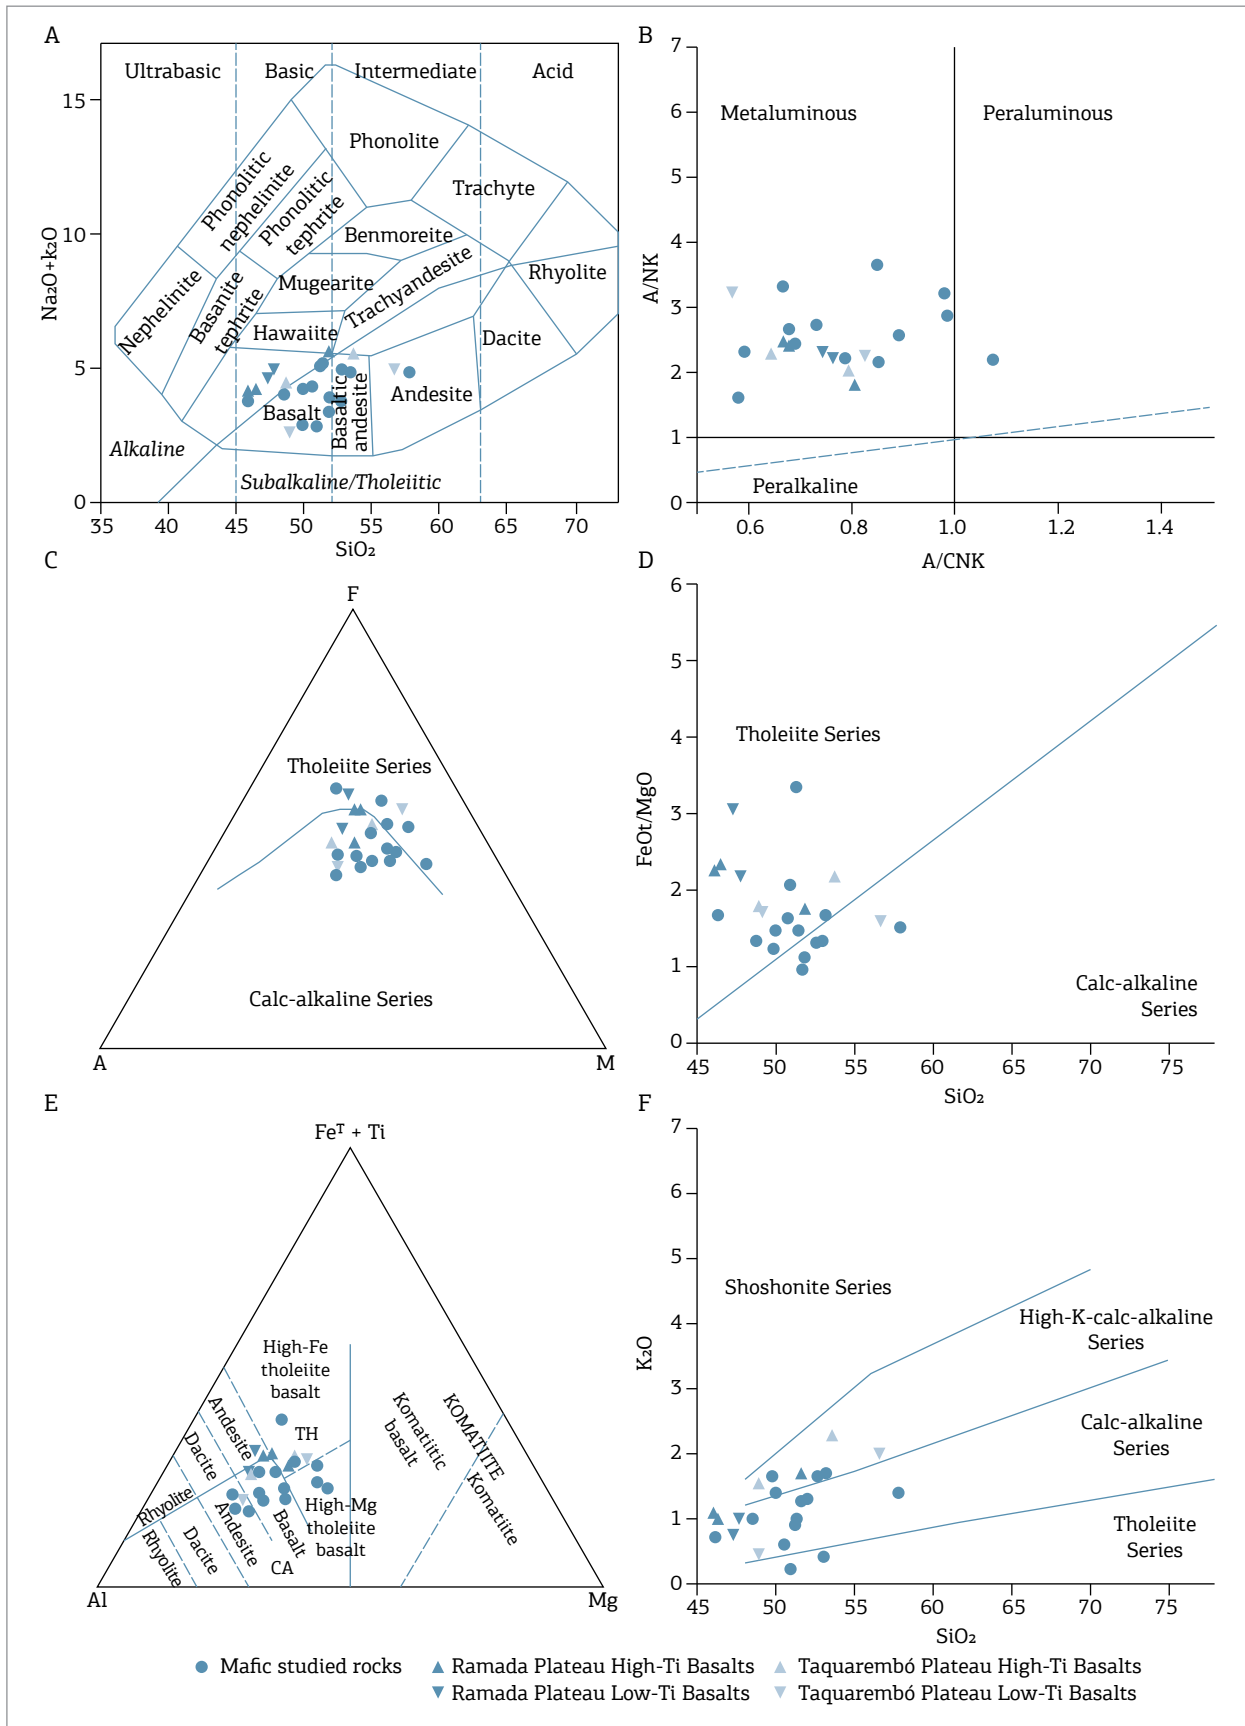 A
Ultrabasic
Basic
Intermediate
Acid
15
10
5
0
Na₂O+k₂O
Phonolite
Trachyte
Phonolitic
nephelinite
Phonolitic
tephrite
Benmoreite
Rhyolite
Mugearite
Trachyandesite
Nephelinite
Basanite
tephrite
Hawaiite
Dacite
Basalt
Basaltic
andesite
Andesite
Alkaline
Subalkaline/Tholeiitic
35
40
45
50
55
60
65
70
SiO₂
B
7
6
5
4
3
2
1
0
A/NK
Metaluminous
Peraluminous
Peralkaline
0.6
0.8
1.0
1.2
1.4
A/CNK
C
F
Tholeiite Series
Calc-alkaline Series
A
M
D
6
5
4
3
2
1
0
FeOt/MgO
Tholeiite Series
Calc-alkaline
Series
45
50
55
60
65
70
75
SiO₂
E
Feᵀ + Ti
High-Fe
tholeiite
basalt
TH
Andesite
Dacite
Rhyolite
Komatiitic
basalt
KOMATIITE
Komatiite
High-Mg
tholeiite
basalt
Basalt
Andesite
Dacite
Rhyolite
CA
Al
Mg
F
7
6
5
4
3
2
1
0
K₂O
Shoshonite Series
High-K-calc-alkaline
Series
Calc-alkaline
Series
Tholeiite
Series
45
50
55
60
65
70
75
SiO₂
Mafic studied rocks
Ramada Plateau High-Ti Basalts
Taquarembó Plateau High-Ti Basalts
Ramada Plateau Low-Ti Basalts
Taquarembó Plateau Low-Ti Basalts